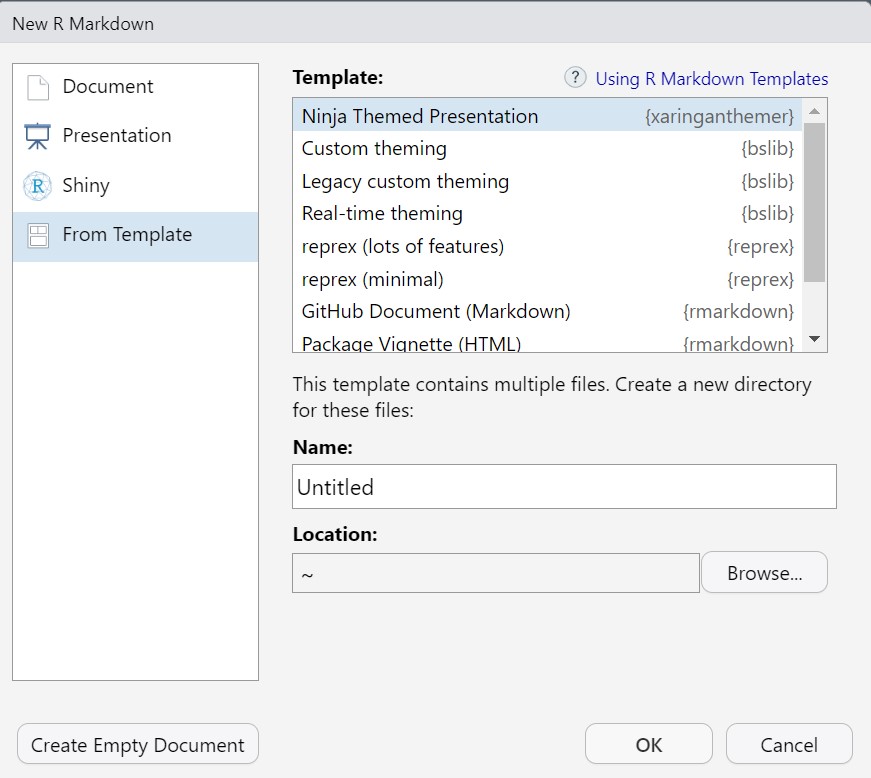 New R Markdown
Document
Presentation
R Shiny
From Template
Template:
? Using R Markdown Templates
Ninja Themed Presentation {xaringanthemer}
Custom theming {bslib}
Legacy custom theming {bslib}
Real-time theming {bslib}
reprex (lots of features) {reprex}
reprex (minimal) {reprex}
GitHub Document (Markdown) {rmarkdown}
Package Vignette (HTML) {rmarkdown}
This template contains multiple files. Create a new directory
for these files:
Name:
Untitled
Location:
~ Browse...
Create Empty Document OK Cancel